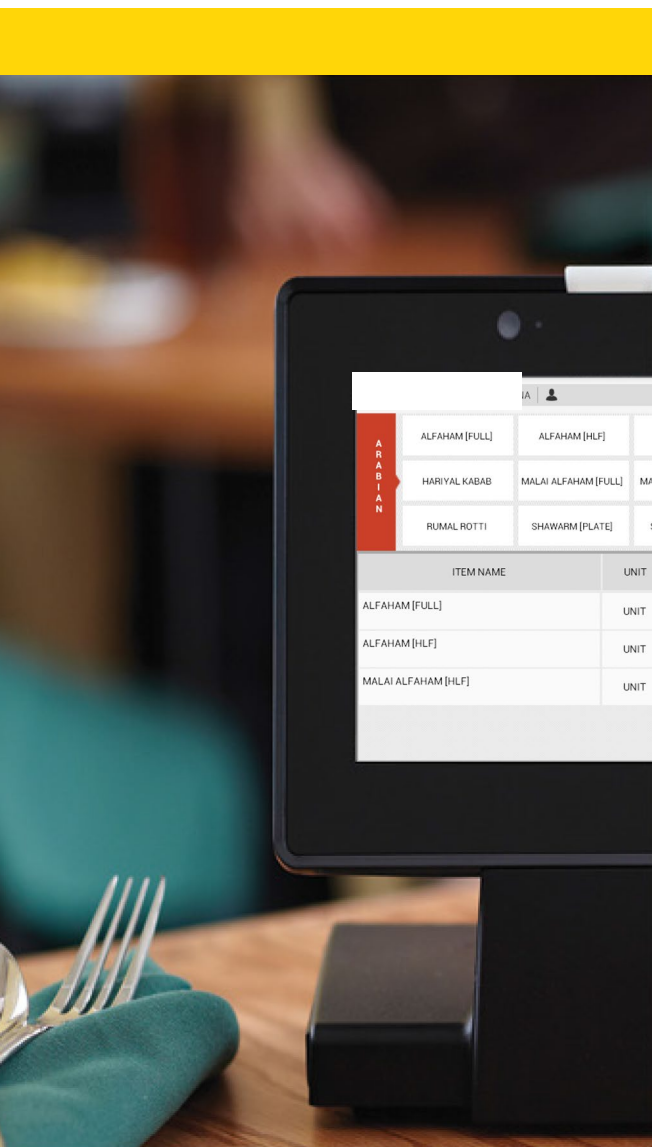 ARABIAN
ALFAHAM [FULL] ALFAHAM [HLF]
HARIYAL KABAB MALAI ALFAHAM [FULL]
RUMAL ROTTI SHAWARM [PLATE]
ITEM NAME UNIT
ALFAHAM [FULL] UNIT
ALFAHAM [HLF] UNIT
MALAI ALFAHAM [HLF] UNIT